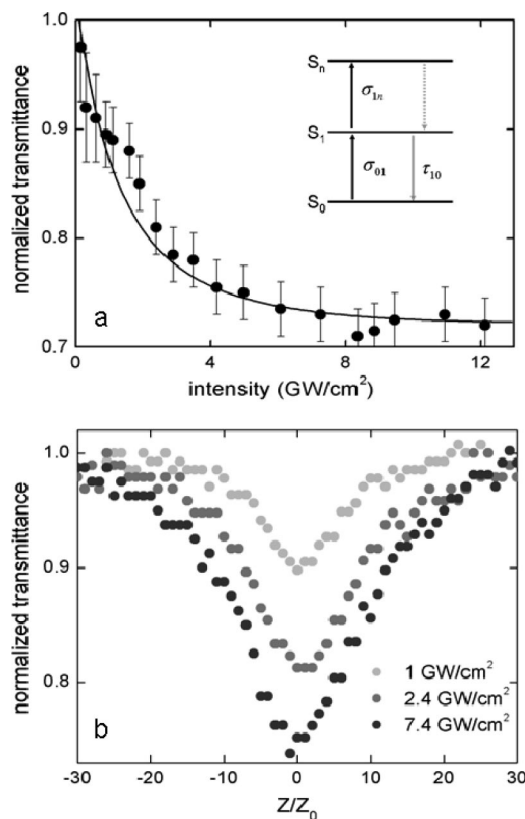 1.0
0.9
0.8
0.7
0
4
8
12
normalized transmittance
intensity (GW/cm²)
a
Sₙ
σ₁ₙ
S₁
σ₀₁
τ₁₀
S₀
1.0
0.9
0.8
normalized transmittance
b
1 GW/cm²
2.4 GW/cm²
7.4 GW/cm²
-30
-20
-10
0
10
20
30
Z/Z₀